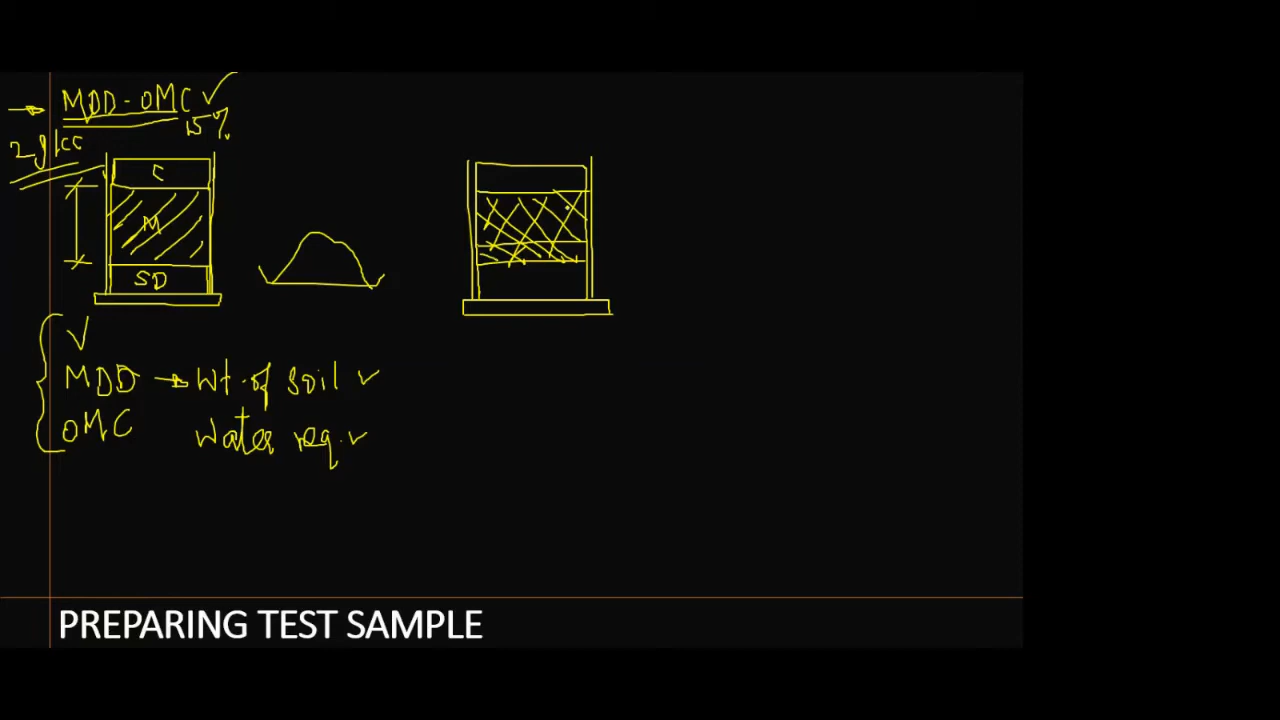 → MDD - OMC ✓
15%
2 g/cc
C
M
SD
V
MDD → Wt. of soil ✓
OMC Water req. ✓
PREPARING TEST SAMPLE